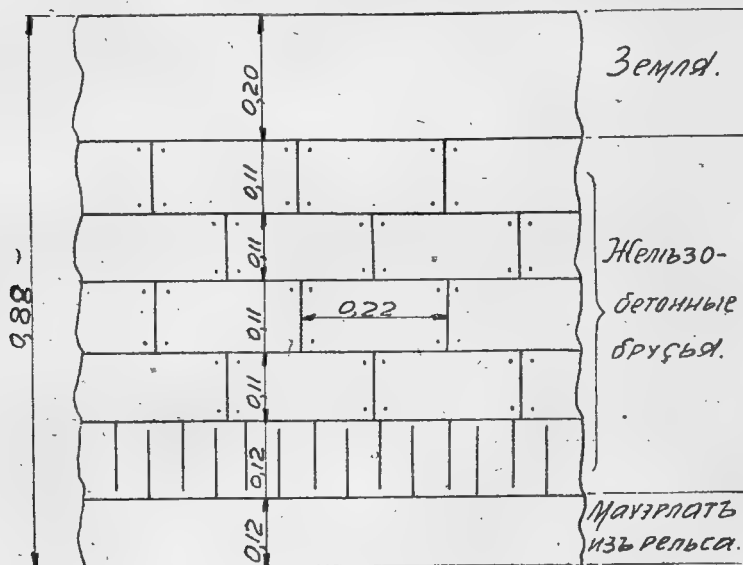 Земля.
0,20
0,11
0,11
0,11
0,22
0,11
0,12
0,12
0,88
Желѣзо-
бетонные
брусья.
Мауэрлатъ
изъ рельса.